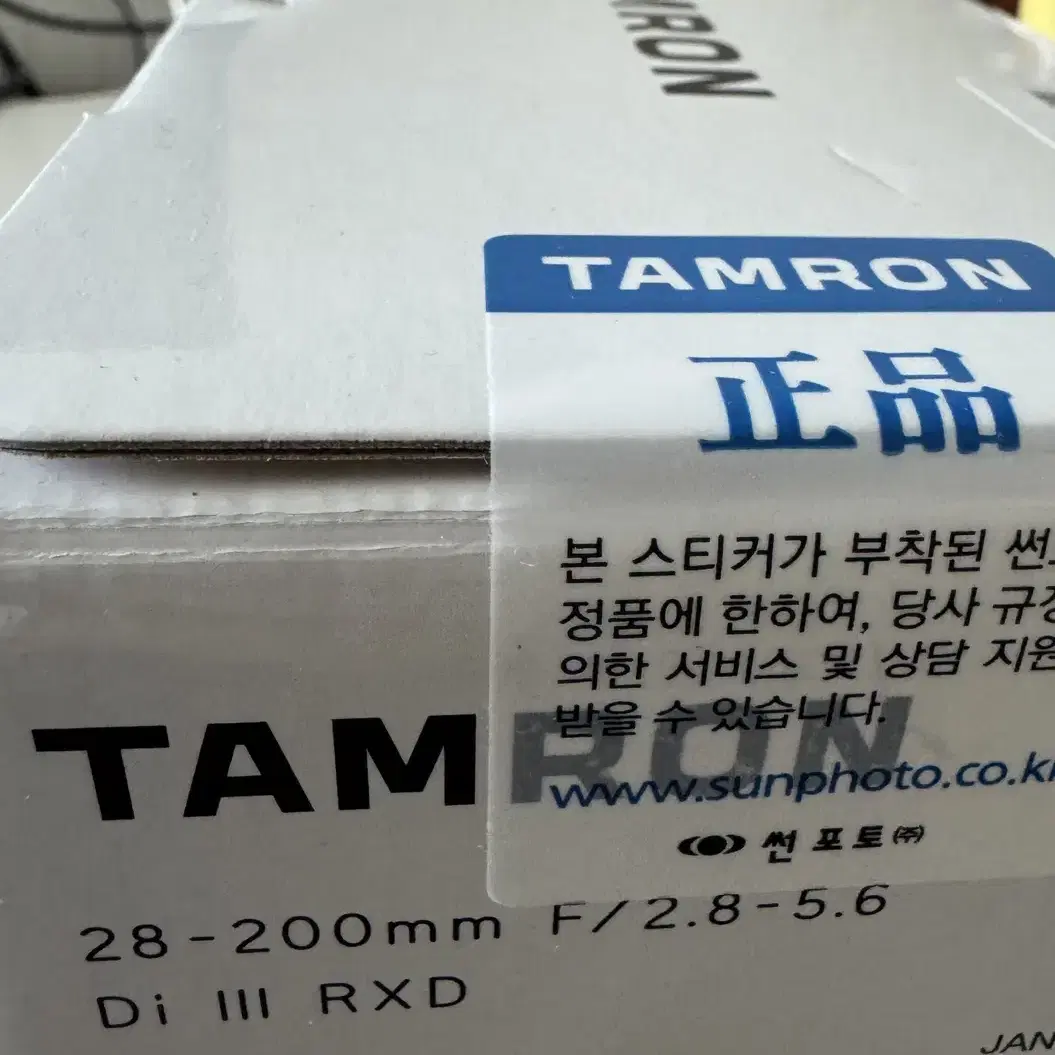 TAMRON
正品
본 스티커가 부착된 썬
정품에 한하여, 당사
의한 서비스 및 상담 지원
받을 수 있습니다.
TAMRON
www.sunphoto.co.kr
썬포토㈜
28-200mm F/2.8-5.6
Di III RXD
JAN